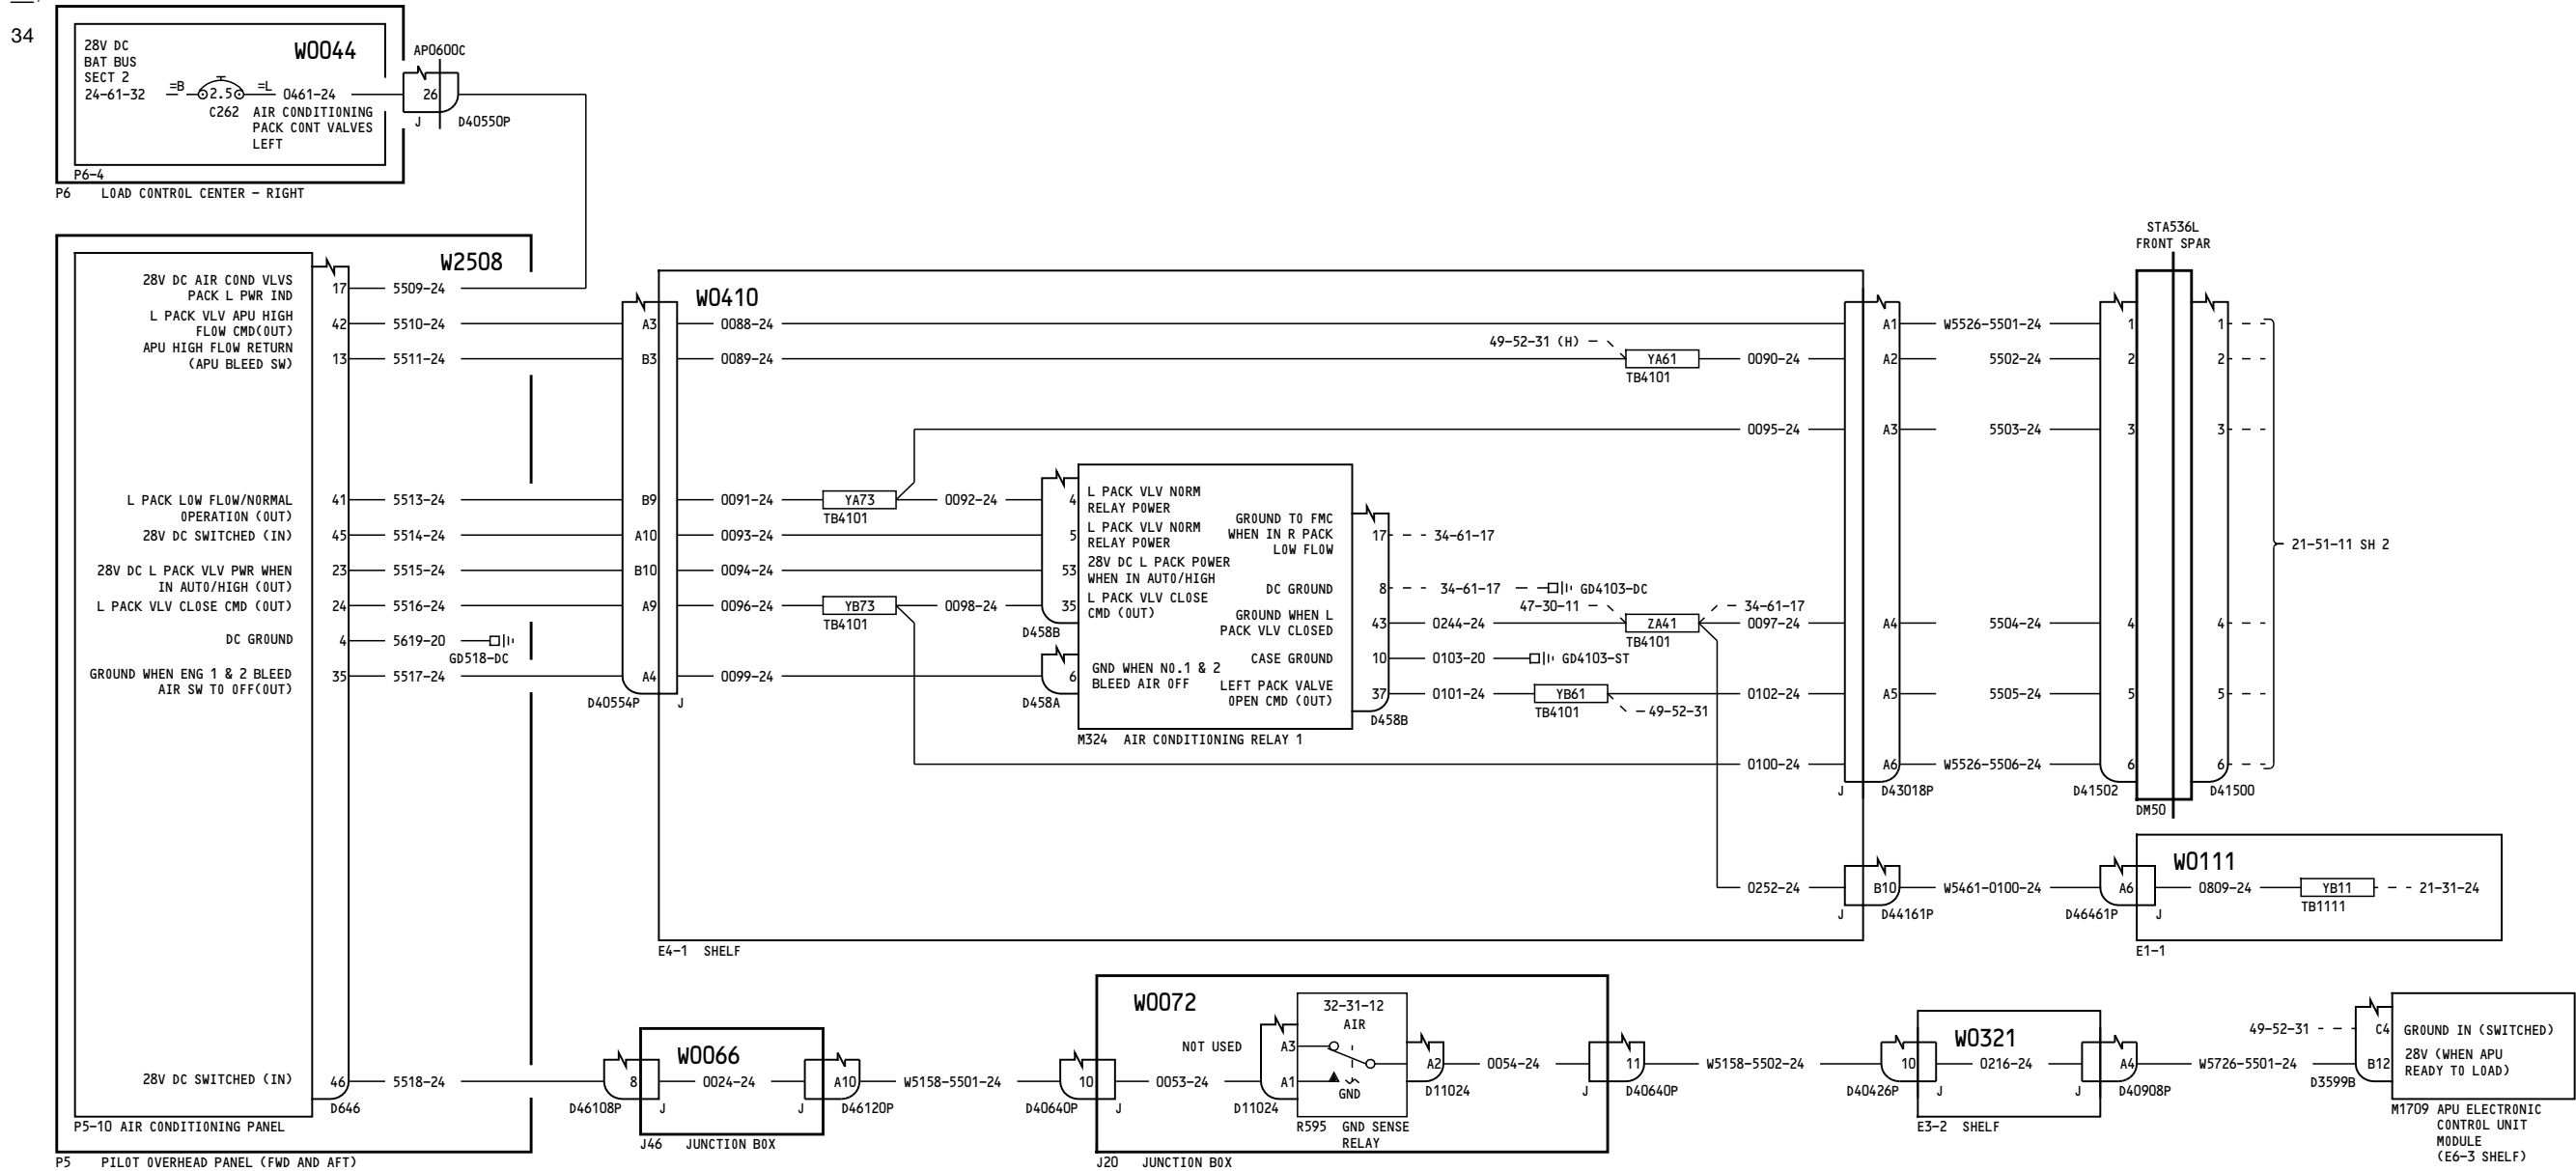 34
28V DC
BAT BUS
SECT 2
24-61-32
W0044
=B
2.5
=L
0461-24
C262
AIR CONDITIONING
PACK CONT VALVES
LEFT
AP0600C
26
J
D40550P
P6-4
P6 LOAD CONTROL CENTER - RIGHT
W2508
28V DC AIR COND VLVS
PACK L PWR IND
17
5509-24
L PACK VLV APU HIGH
FLOW CMD(OUT)
42
5510-24
APU HIGH FLOW RETURN
(APU BLEED SW)
13
5511-24
L PACK LOW FLOW/NORMAL
OPERATION (OUT)
41
5513-24
28V DC SWITCHED (IN)
45
5514-24
28V DC L PACK VLV PWR WHEN
IN AUTO/HIGH (OUT)
23
5515-24
L PACK VLV CLOSE CMD (OUT)
24
5516-24
DC GROUND
4
5619-20
GD518-DC
GROUND WHEN ENG 1 & 2 BLEED
AIR SW TO OFF(OUT)
35
5517-24
28V DC SWITCHED (IN)
46
5518-24
D646
P5-10 AIR CONDITIONING PANEL
P5 PILOT OVERHEAD PANEL (FWD AND AFT)
W0410
A3
0088-24
B3
0089-24
49-52-31 (H)
YA61
TB4101
0090-24
0095-24
B9
0091-24
YA73
TB4101
0092-24
A10
0093-24
B10
0094-24
A9
0096-24
YB73
TB4101
0098-24
A4
0099-24
D40554P
J
4
L PACK VLV NORM
RELAY POWER
5
L PACK VLV NORM
RELAY POWER
53
28V DC L PACK POWER
WHEN IN AUTO/HIGH
35
L PACK VLV CLOSE
CMD (OUT)
D458B
6
GND WHEN NO.1 & 2
BLEED AIR OFF
D458A
GROUND TO FMC
WHEN IN R PACK
LOW FLOW
17
34-61-17
DC GROUND
8
34-61-17
GD4103-DC
47-30-11
GROUND WHEN L
PACK VLV CLOSED
43
0244-24
ZA41
TB4101
34-61-17
0097-24
CASE GROUND
10
0103-20
GD4103-ST
LEFT PACK VALVE
OPEN CMD (OUT)
37
0101-24
YB61
TB4101
0102-24
49-52-31
D458B
M324 AIR CONDITIONING RELAY 1
0100-24
0252-24
E4-1 SHELF
A1
W5526-5501-24
A2
5502-24
A3
5503-24
A4
5504-24
A5
5505-24
A6
W5526-5506-24
J
D43018P
STA536L
FRONT SPAR
1
2
3
4
5
6
D41502
DM50
1
2
3
4
5
6
D41500
21-51-11 SH 2
B10
J
D44161P
W5461-0100-24
A6
D46461P
J
W0111
0809-24
YB11
TB1111
21-31-24
E1-1
8
D46108P
J
W0066
0024-24
A10
J
D46120P
J46 JUNCTION BOX
W5158-5501-24
10
D40640P
J
W0072
0053-24
NOT USED
A3
A1
D11024
32-31-12
AIR
GND
A2
D11024
R595 GND SENSE
RELAY
0054-24
11
J
D40640P
J20 JUNCTION BOX
W5158-5502-24
10
D40426P
J
W0321
0216-24
A4
J
D40908P
E3-2 SHELF
49-52-31
W5726-5501-24
C4
B12
D3599B
GROUND IN (SWITCHED)
28V (WHEN APU
READY TO LOAD)
M1709 APU ELECTRONIC
CONTROL UNIT
MODULE
(E6-3 SHELF)